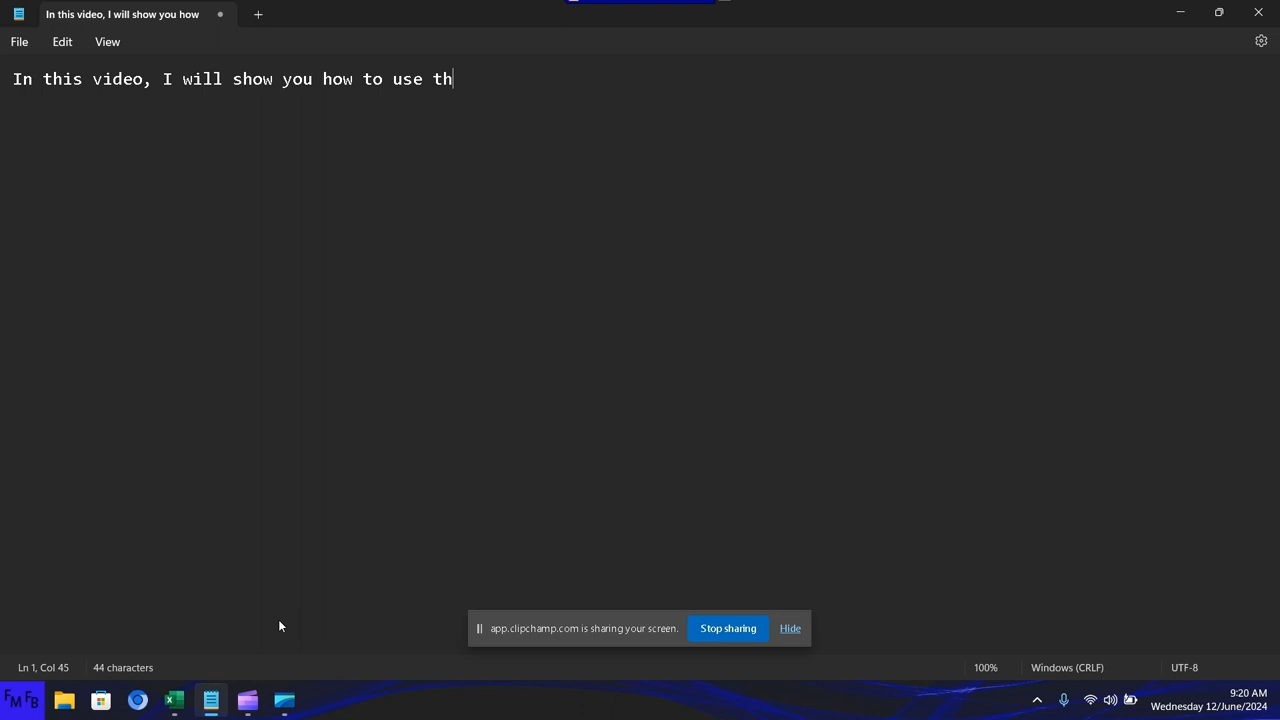 In this video, I will show you how
File Edit View
In this video, I will show you how to use th
app.clipchamp.com is sharing your screen. Stop sharing Hide
Ln 1, Col 45 44 characters 100% Windows (CRLF) UTF-8
FM FB
9:20 AM
Wednesday 12/June/2024